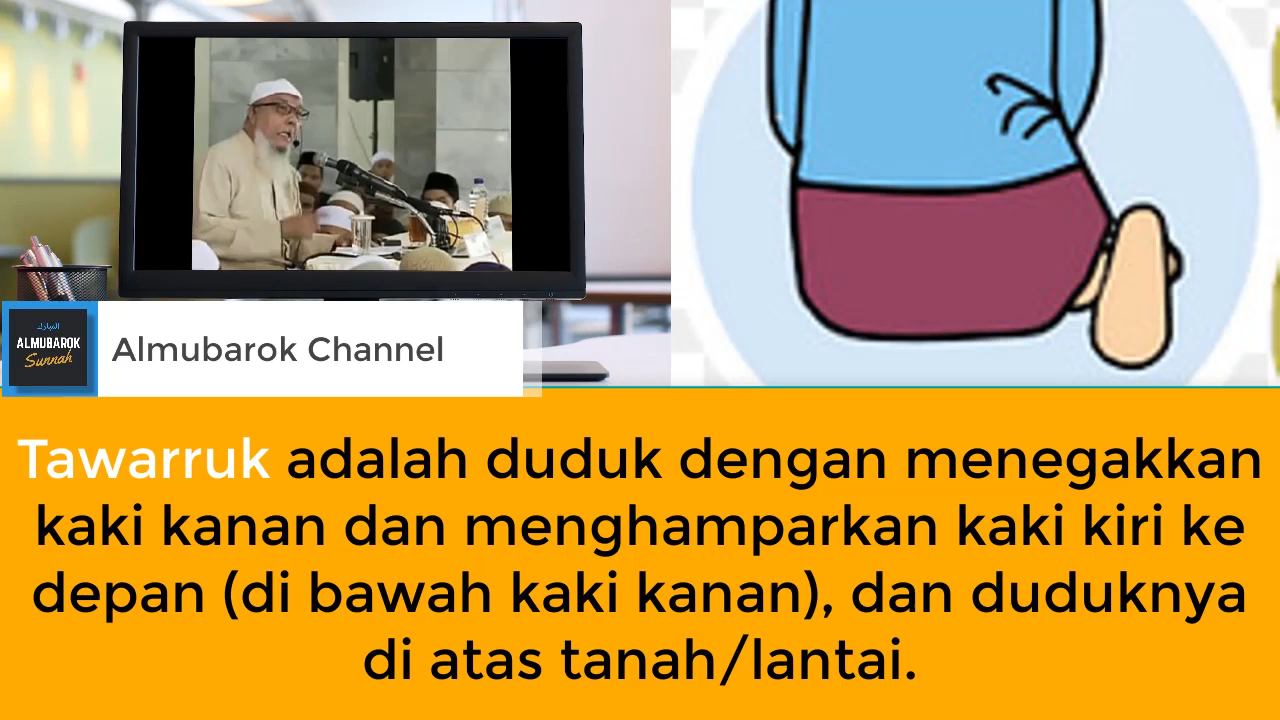 المبارك
ALMUBAROK
Sunnah
Almubarok Channel
Tawarruk adalah duduk dengan menegakkan
kaki kanan dan menghamparkan kaki kiri ke
depan (di bawah kaki kanan), dan duduknya
di atas tanah/lantai.